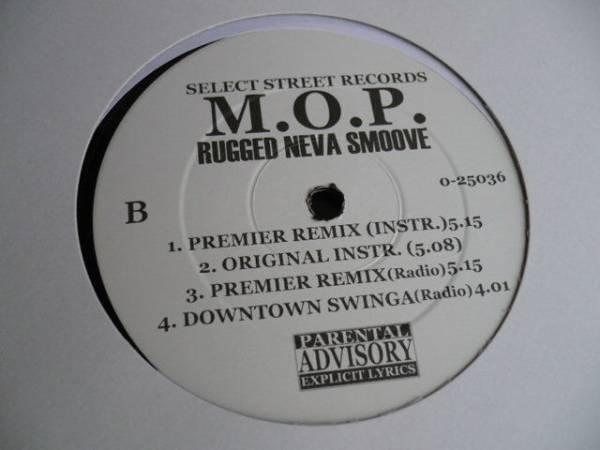 SELECT STREET RECORDS
M.O.P.
RUGGED NEVA SMOOVE
0-25036
B
1. PREMIER REMIX (INSTR.)5.15
2. ORIGINAL INSTR. (5.08)
3. PREMIER REMIX(Radio)5.15
4. DOWNTOWN SWINGA(Radio)4.01
PARENTAL
ADVISORY
EXPLICIT LYRICS